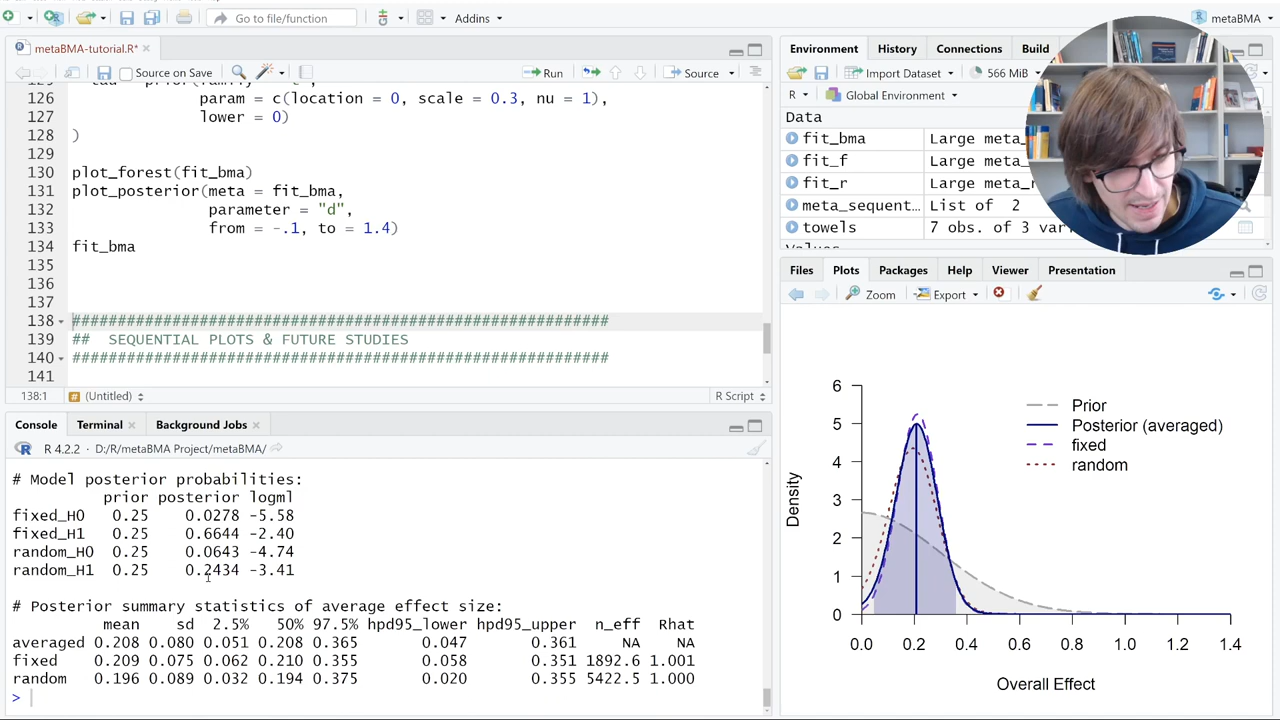 Go to file/function
Addins
metaBMA
metaBMA-tutorial.R*
Source on Save
Run
Source
126 param = c(location = 0, scale = 0.3, nu = 1),
127 lower = 0)
128 )
129
130 plot_forest(fit_bma)
131 plot_posterior(meta = fit_bma,
132 parameter = "d",
133 from = -.1, to = 1.4)
134 fit_bma
135
136
137
138 ###########################################################
139 ## SEQUENTIAL PLOTS & FUTURE STUDIES
140 ###########################################################
141
138:1 # (Untitled) R Script
Console Terminal Background Jobs
R 4.2.2 · D:/R/metaBMA Project/metaBMA/
# Model posterior probabilities:
prior posterior logml
fixed_H0 0.25 0.0278 -5.58
fixed_H1 0.25 0.6644 -2.40
random_H0 0.25 0.0643 -4.74
random_H1 0.25 0.2434 -3.41
# Posterior summary statistics of average effect size:
mean sd 2.5% 50% 97.5% hpd95_lower hpd95_upper n_eff Rhat
averaged 0.208 0.080 0.051 0.208 0.365 0.047 0.361 NA NA
fixed 0.209 0.075 0.062 0.210 0.355 0.058 0.351 1892.6 1.001
random 0.196 0.089 0.032 0.194 0.375 0.020 0.355 5422.5 1.000
>
Environment History Connections Build
Import Dataset 566 MiB
R Global Environment
Data
fit_bma Large meta_
fit_f Large meta_
fit_r Large meta_r
meta_sequent… List of 2
towels 7 obs. of 3 vari
Files Plots Packages Help Viewer Presentation
Zoom Export
6
5
4
3
2
1
0
Density
Prior
Posterior (averaged)
fixed
random
0.0 0.2 0.4 0.6 0.8 1.0 1.2 1.4
Overall Effect